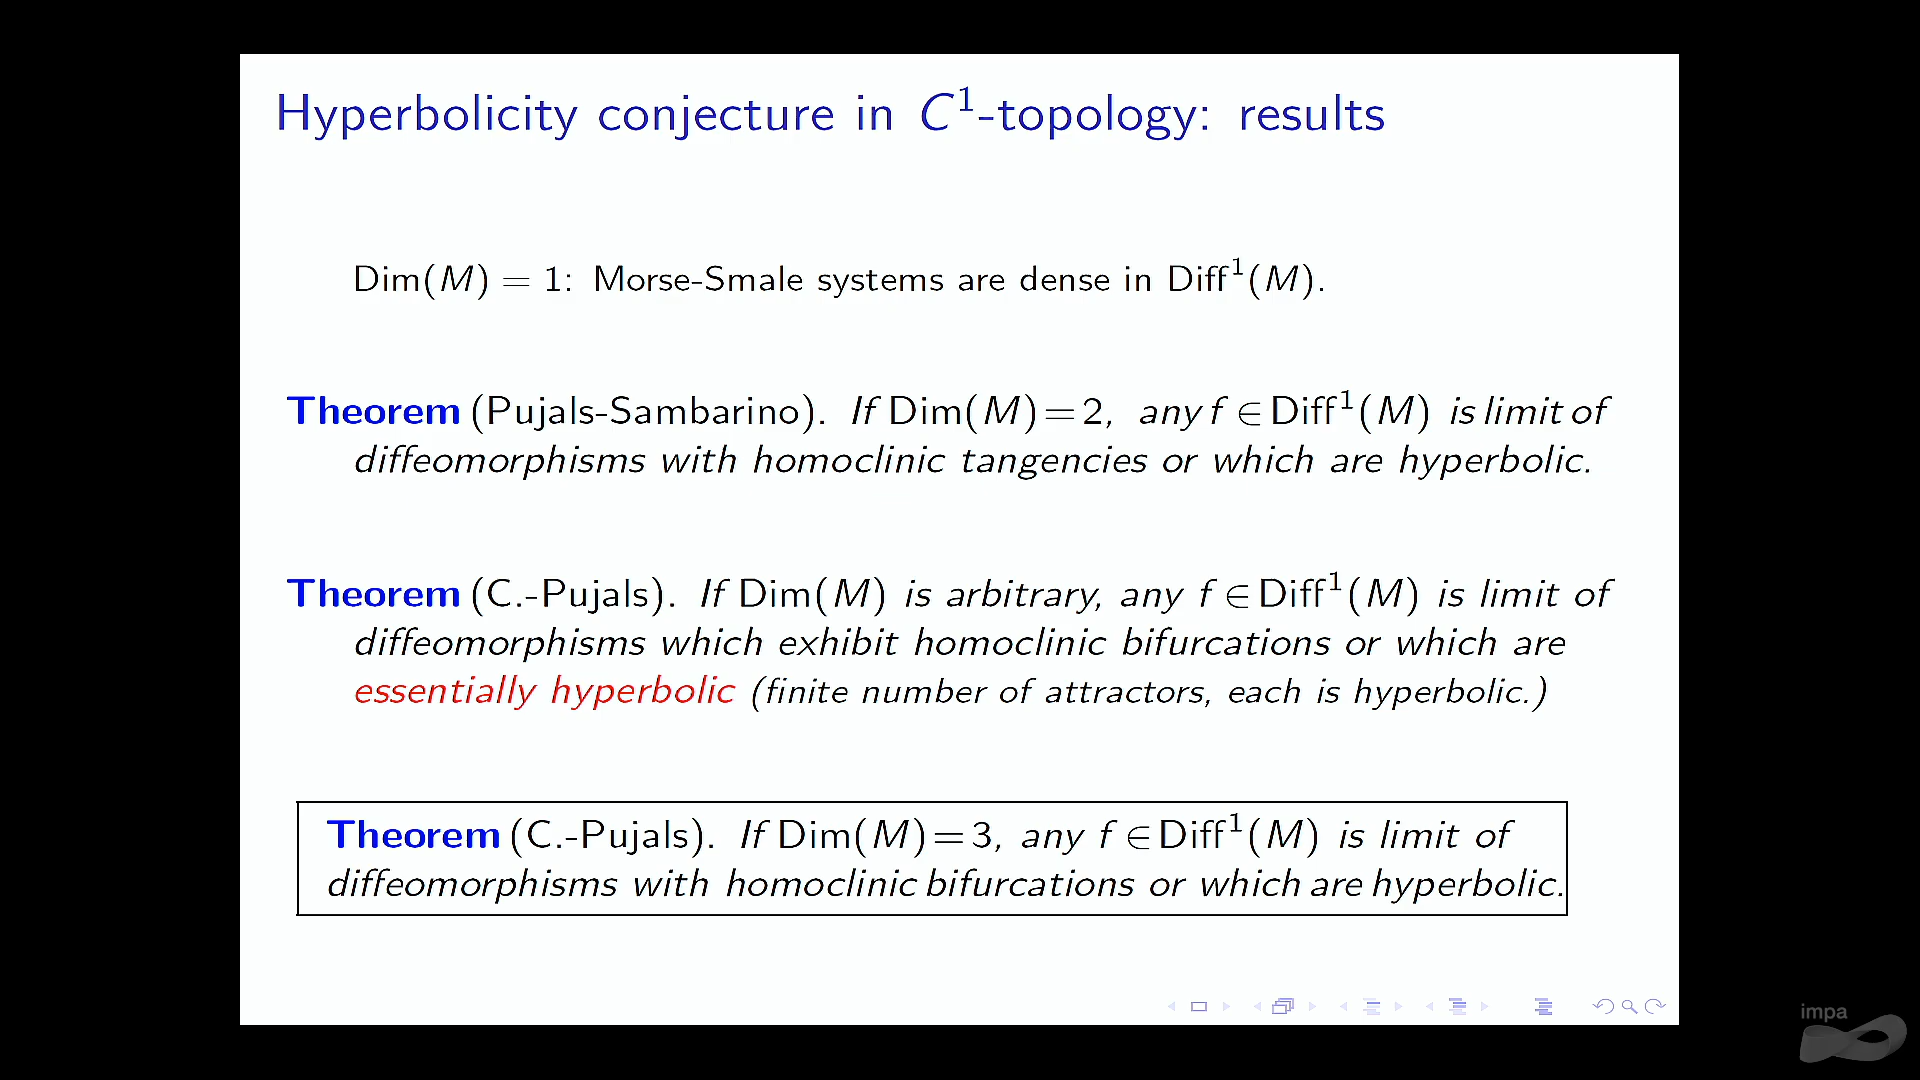 Hyperbolicity conjecture in C¹-topology: results
Dim(M) = 1: Morse-Smale systems are dense in Diff¹(M).
Theorem (Pujals-Sambarino). If Dim(M)=2, any f ∈ Diff¹(M) is limit of
diffeomorphisms with homoclinic tangencies or which are hyperbolic.
Theorem (C.-Pujals). If Dim(M) is arbitrary, any f ∈ Diff¹(M) is limit of
diffeomorphisms which exhibit homoclinic bifurcations or which are
essentially hyperbolic (finite number of attractors, each is hyperbolic.)
Theorem (C.-Pujals). If Dim(M)=3, any f ∈ Diff¹(M) is limit of
diffeomorphisms with homoclinic bifurcations or which are hyperbolic.
impa